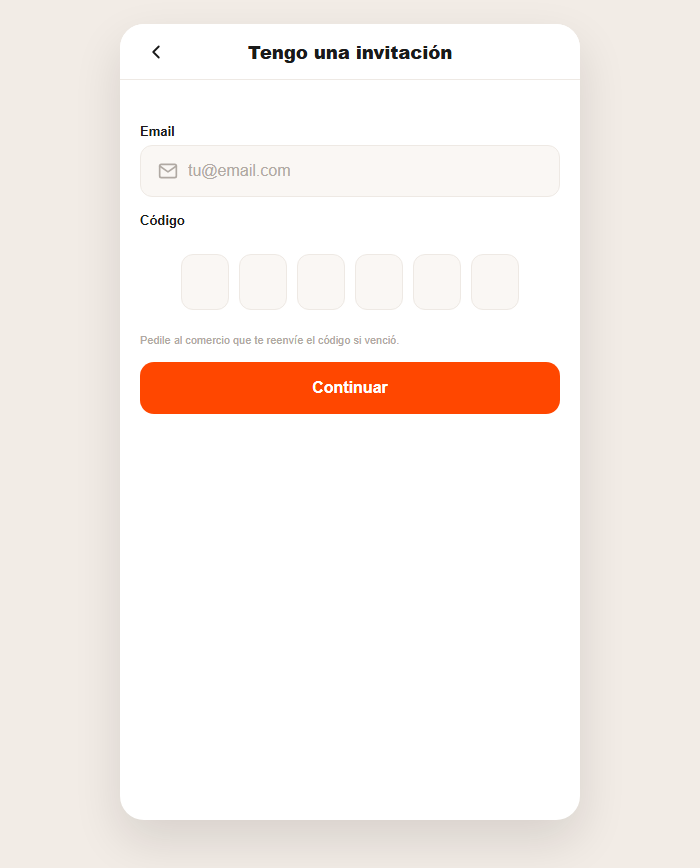 Tengo una invitación
Email
tu@email.com
Código
Pedile al comercio que te reenvíe el código si venció.
Continuar